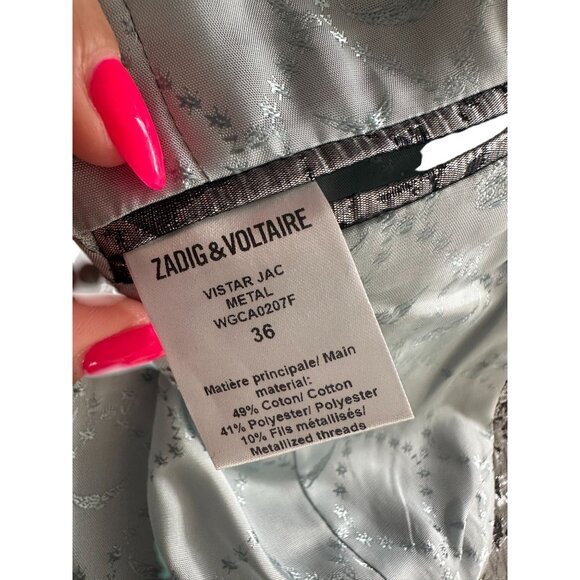 ZADIG & VOLTAIRE
VISTAR JAC
METAL
WGCA0207F
36
Matière principale/ Main
material:
49% Coton/ Cotton
41% Polyester/ Polyester
10% Fils métallisés/
Metallized threads